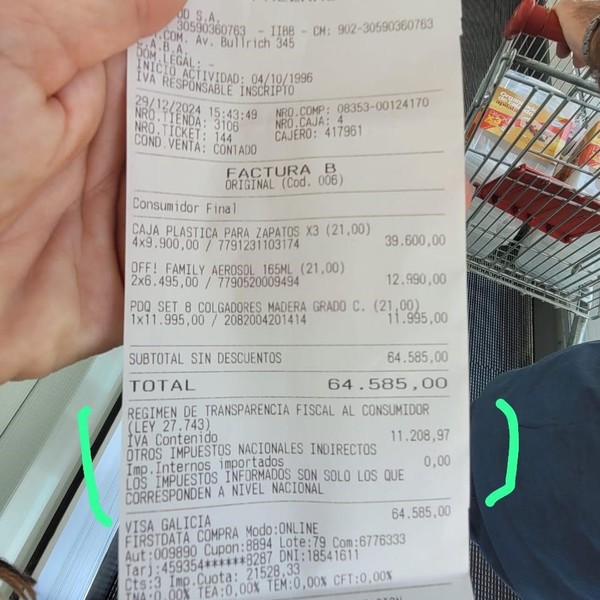 OD S.A.
30590360763 - IIBB - CM: 902-30590360763
COM. Av. Bullrich 345
C.A.B.A.
DOM.LEGAL: -
INICIO ACTIVIDAD: 04/10/1996
IVA RESPONSABLE INSCRIPTO
29/12/2024 15:43:49 NRO.COMP: 08353-00124170
NRO.TIENDA: 3106 NRO.CAJA: 4
NRO.TICKET: 144 CAJERO: 417961
COND.VENTA: CONTADO
FACTURA B
ORIGINAL (Cod. 006)
Consumidor Final
CAJA PLASTICA PARA ZAPATOS X3 (21,00)
4x9.900,00 / 7791231103174 39.600,00
OFF! FAMILY AEROSOL 165ML (21,00)
2x6.495,00 / 7790520009494 12.990,00
PDQ SET 8 COLGADORES MADERA GRADO C. (21,00)
1x11.995,00 / 2082004201414 11.995,00
SUBTOTAL SIN DESCUENTOS 64.585,00
TOTAL 64.585,00
REGIMEN DE TRANSPARENCIA FISCAL AL CONSUMIDOR
(LEY 27.743)
IVA Contenido 11.208,97
OTROS IMPUESTOS NACIONALES INDIRECTOS
Imp.Internos importados 0,00
LOS IMPUESTOS INFORMADOS SON SOLO LOS QUE
CORRESPONDEN A NIVEL NACIONAL
VISA GALICIA 64.585,00
FIRSTDATA COMPRA Modo:ONLINE
Aut:009890 Cupon:8894 Lote:79 Com:6776333
Tarj:459354******3287 DNI:18541611
Cts:3 Imp.Cuota: 21528,33
TNA:0,00% TEA:0,00% TEM:0,00% CFT:0,00%